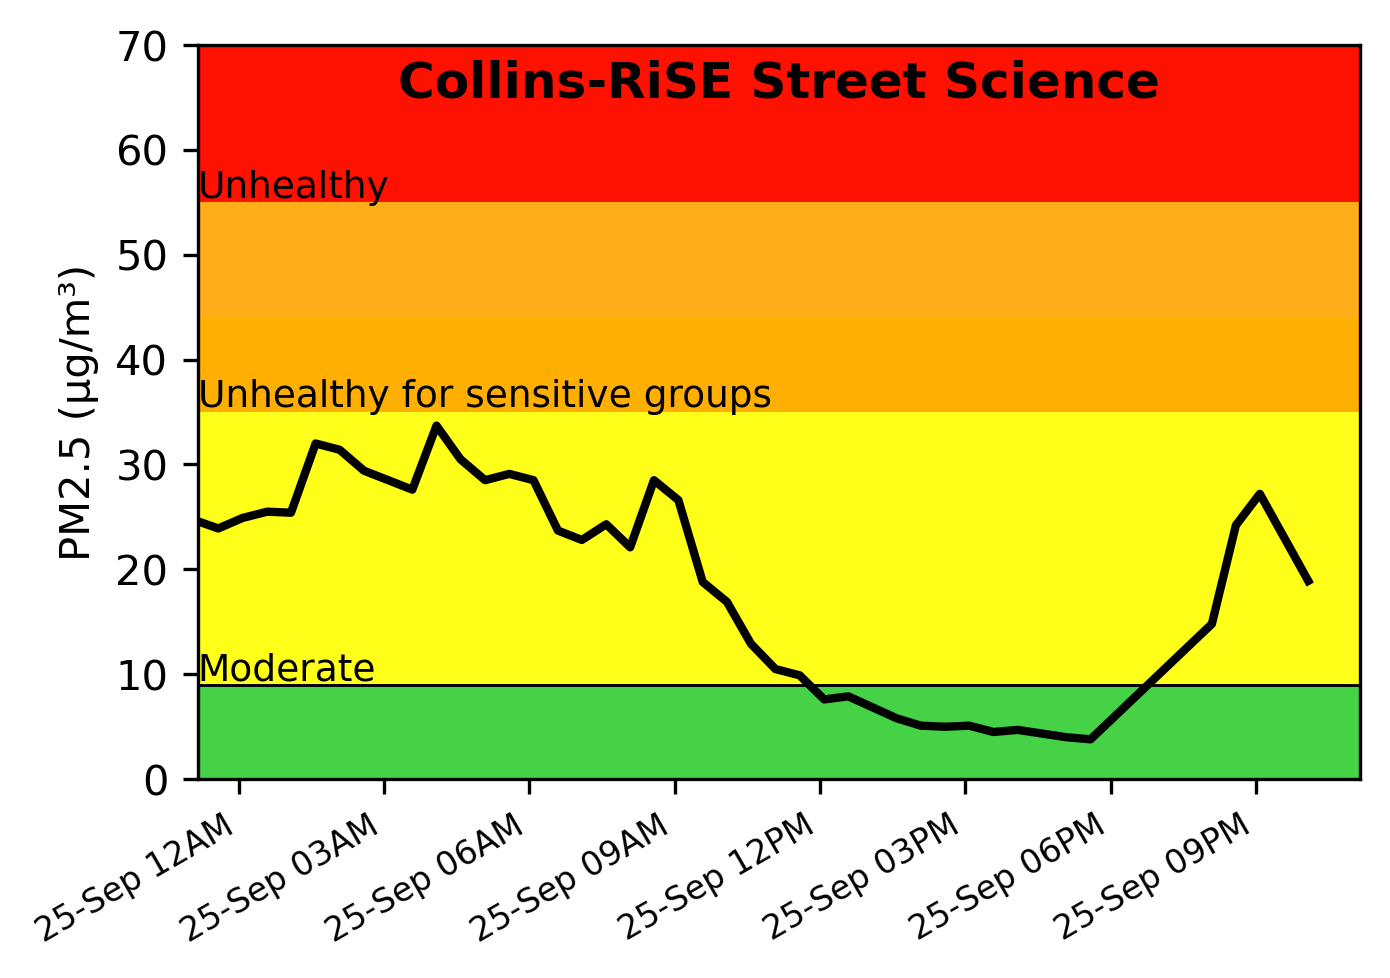 Collins-RiSE Street Science
PM2.5 (µg/m³)
70
60
Unhealthy
50
40
Unhealthy for sensitive groups
30
20
10
Moderate
0
25-Sep 12AM
25-Sep 03AM
25-Sep 06AM
25-Sep 09AM
25-Sep 12PM
25-Sep 03PM
25-Sep 06PM
25-Sep 09PM